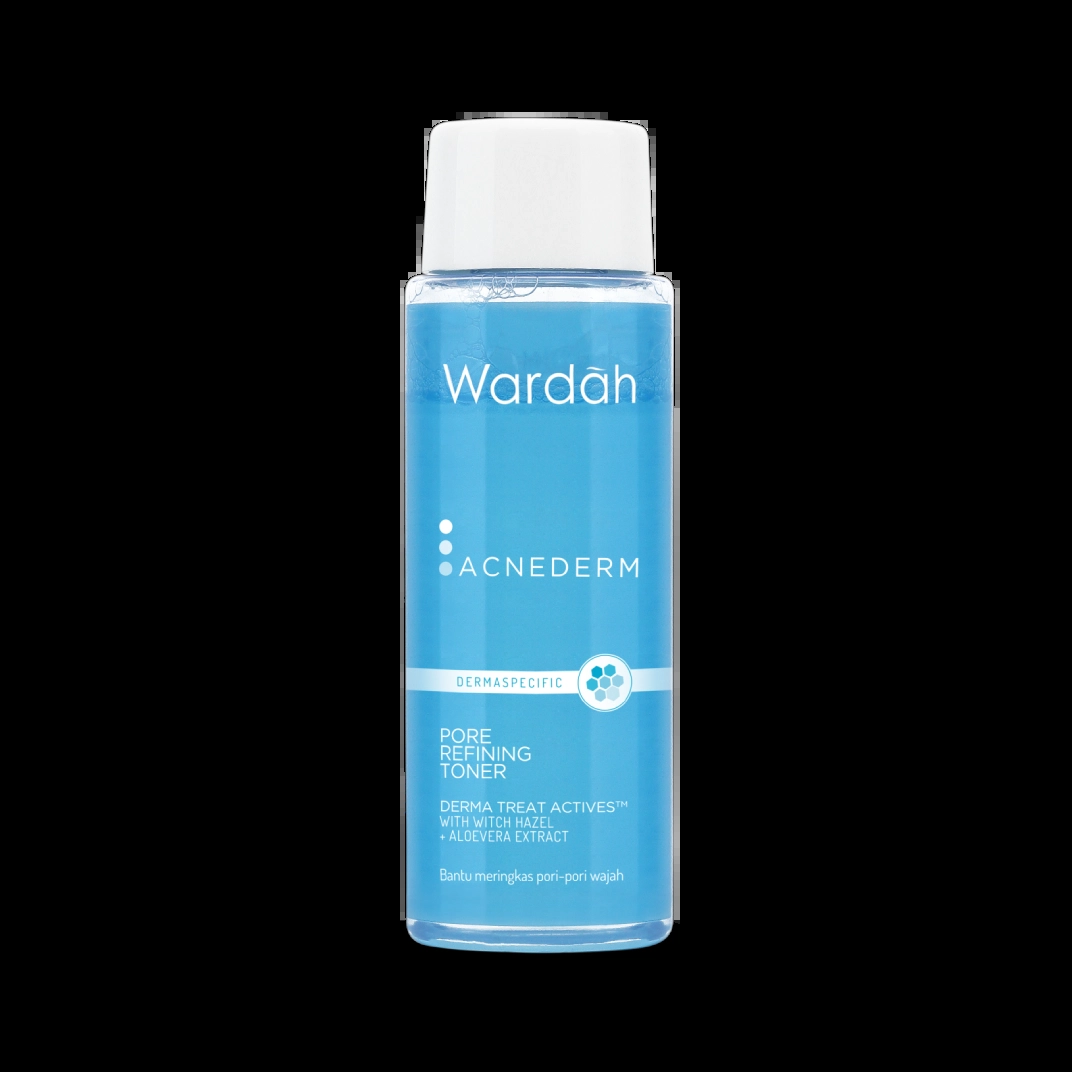 Wardāh
ACNEDERM
DERMASPECIFIC
PORE
REFINING
TONER
DERMA TREAT ACTIVES™
WITH WITCH HAZEL
+ ALOEVERA EXTRACT
Bantu meringkas pori-pori wajah